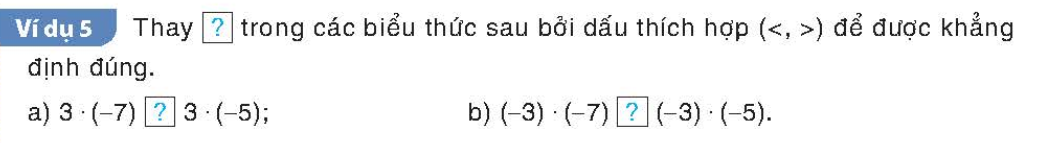 Ví dụ 5 Thay ? trong các biểu thức sau bởi dấu thích hợp (<, >) để được khẳng
định đúng.
a) 3 · (–7) ? 3 · (–5); b) (–3) · (–7) ? (–3) · (–5).